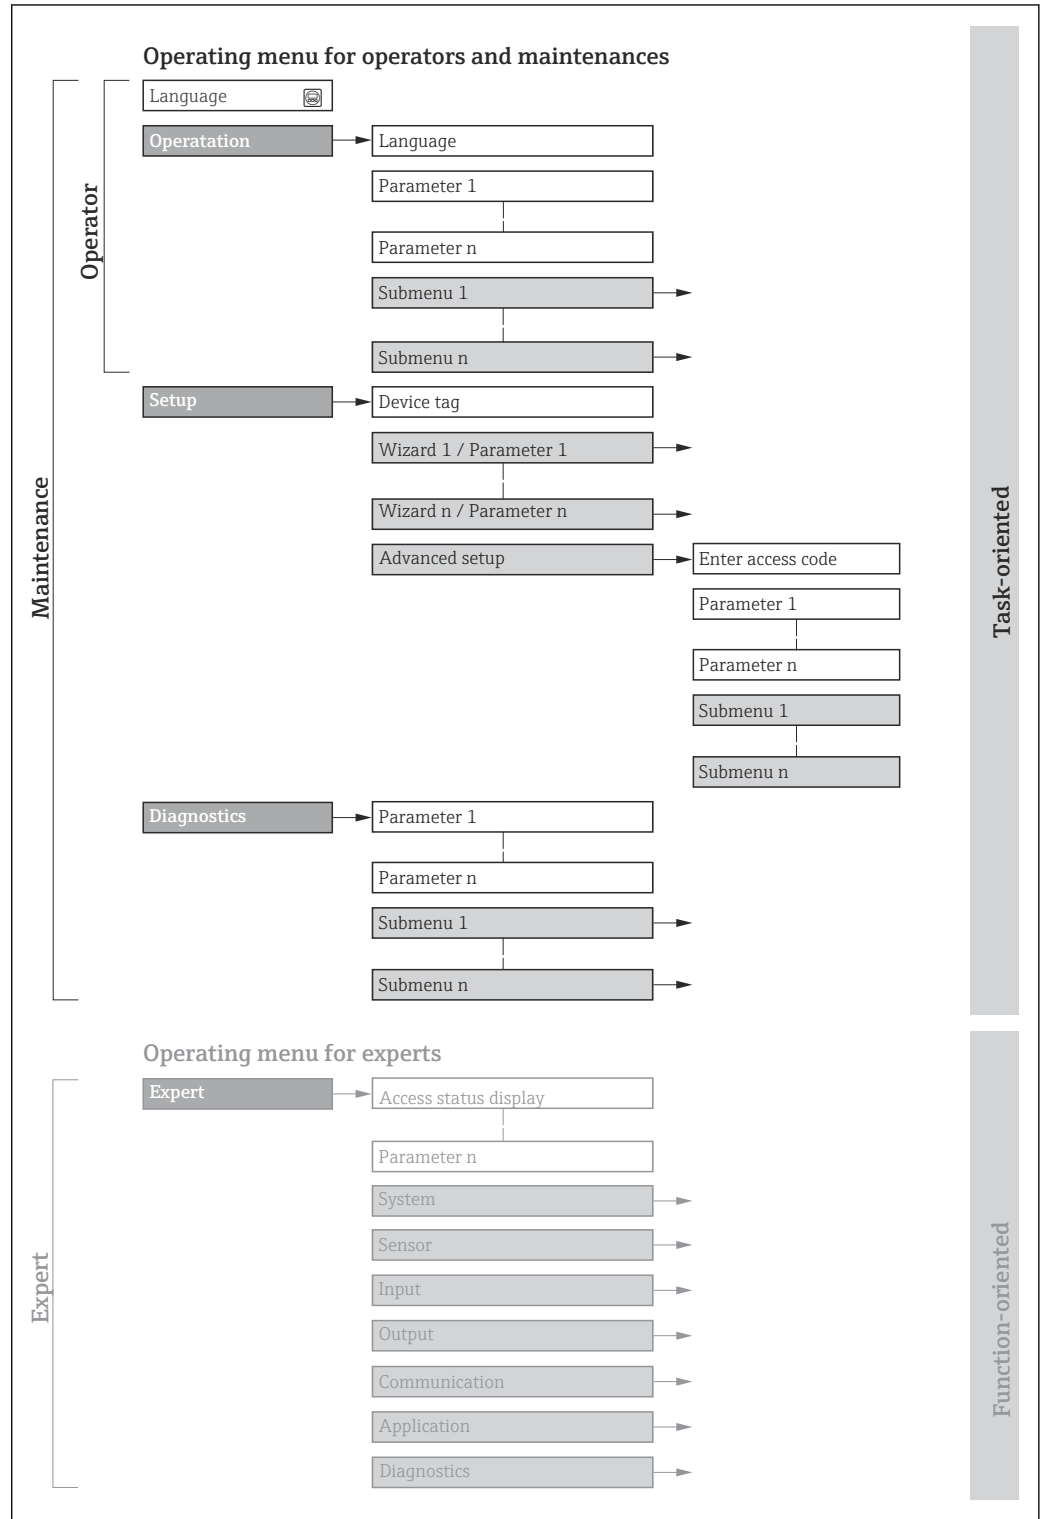 Operating menu for operators and maintenances
Language
Operatation
Language
Parameter 1
Parameter n
Submenu 1
Submenu n
Operator
Setup
Device tag
Wizard 1 / Parameter 1
Wizard n / Parameter n
Advanced setup
Enter access code
Parameter 1
Parameter n
Submenu 1
Submenu n
Maintenance
Task-oriented
Diagnostics
Parameter 1
Parameter n
Submenu 1
Submenu n
Operating menu for experts
Expert
Access status display
Parameter n
System
Sensor
Input
Output
Communication
Application
Diagnostics
Expert
Function-oriented